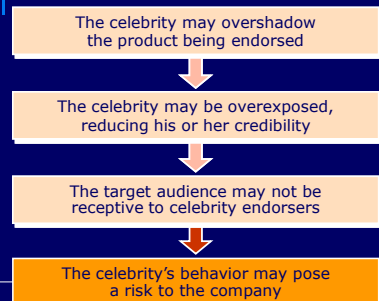 The celebrity may overshadow
the product being endorsed
The celebrity may be overexposed,
reducing his or her credibility
The target audience may not be
receptive to celebrity endorsers
The celebrity’s behavior may pose
a risk to the company